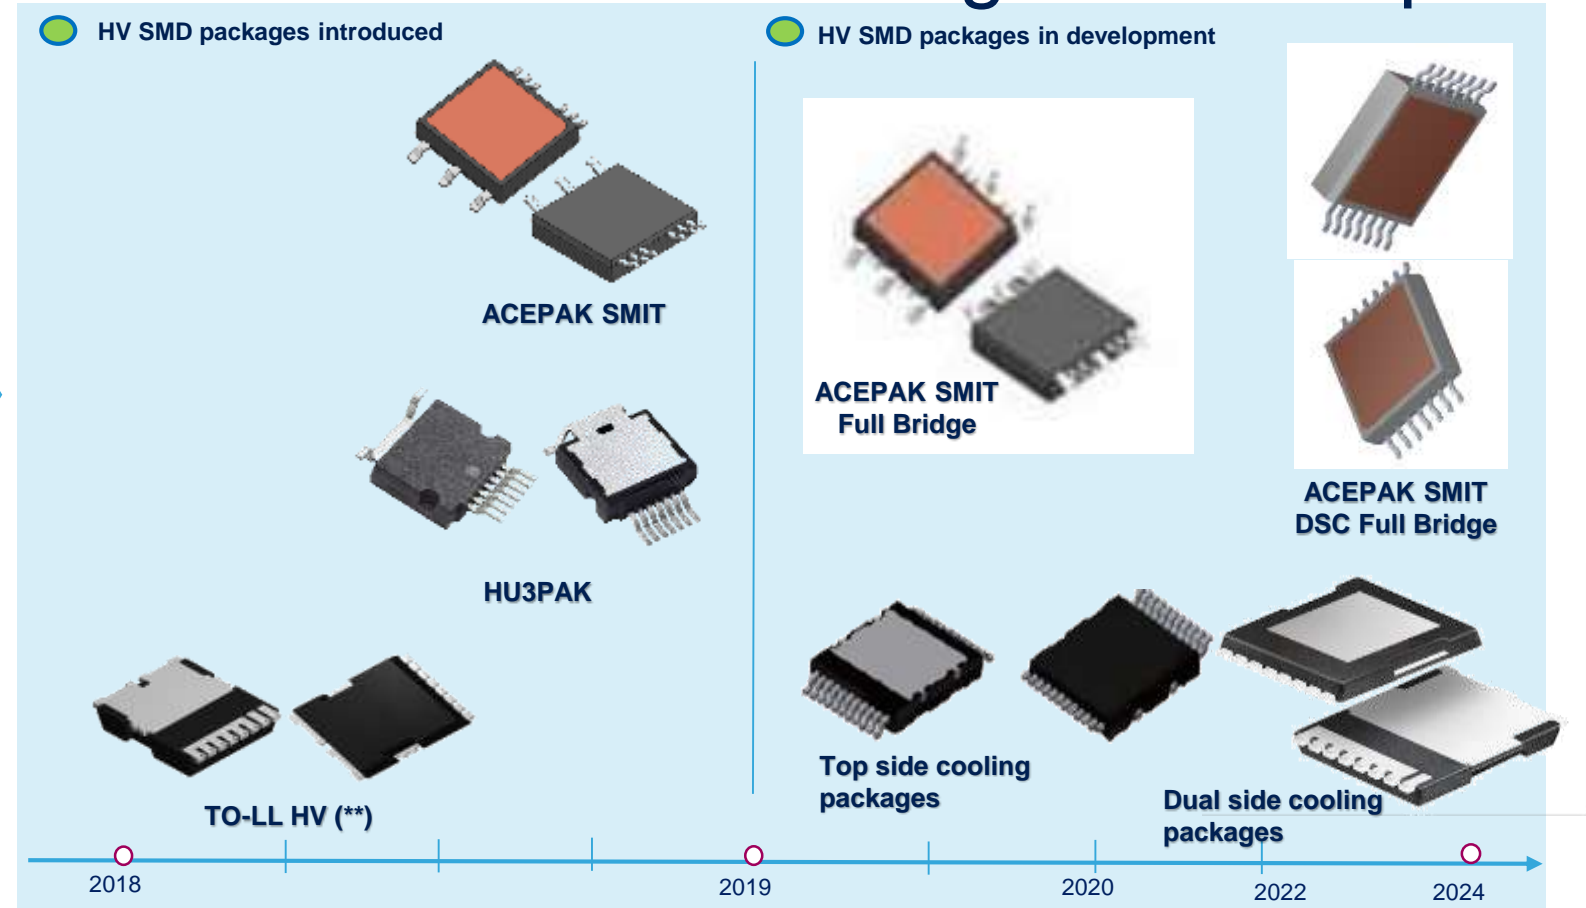 HV SMD packages introduced
HV SMD packages in development
ACEPAK SMIT
ACEPAK SMIT
Full Bridge
ACEPAK SMIT
DSC Full Bridge
HU3PAK
Top side cooling
packages
Dual side cooling
packages
TO-LL HV (**)
2018
2019
2020
2022
2024